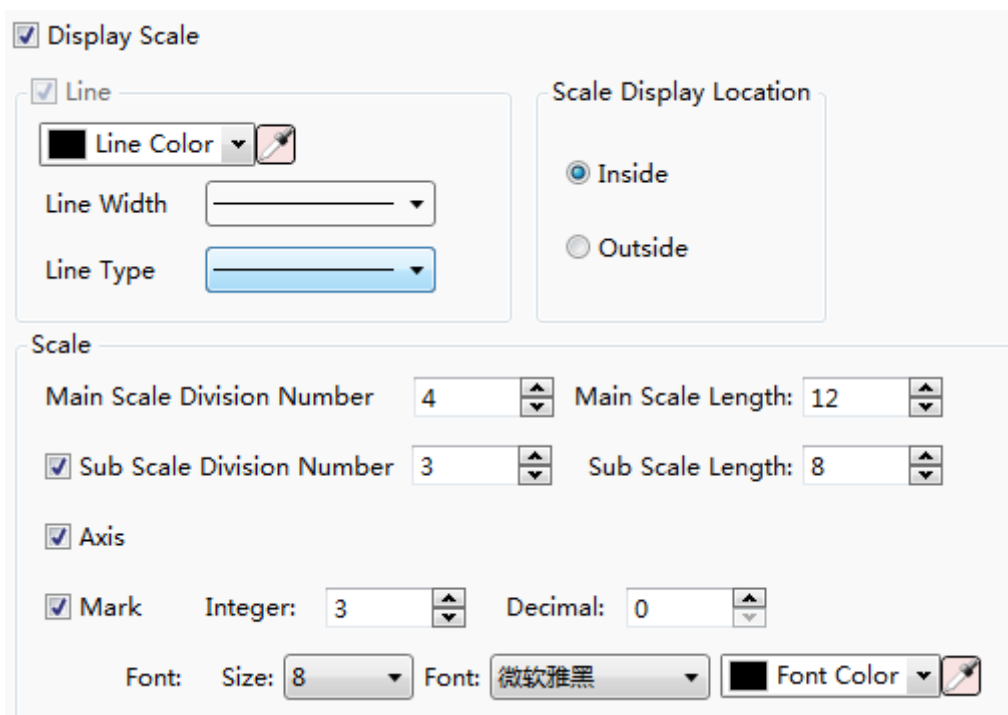 Display Scale
Line
Scale Display Location
Line Color
Inside
Line Width
Outside
Line Type
Scale
Main Scale Division Number 4 Main Scale Length: 12
Sub Scale Division Number 3 Sub Scale Length: 8
Axis
Mark Integer: 3 Decimal: 0
Font: Size: 8 Font: 微软雅黑 Font Color